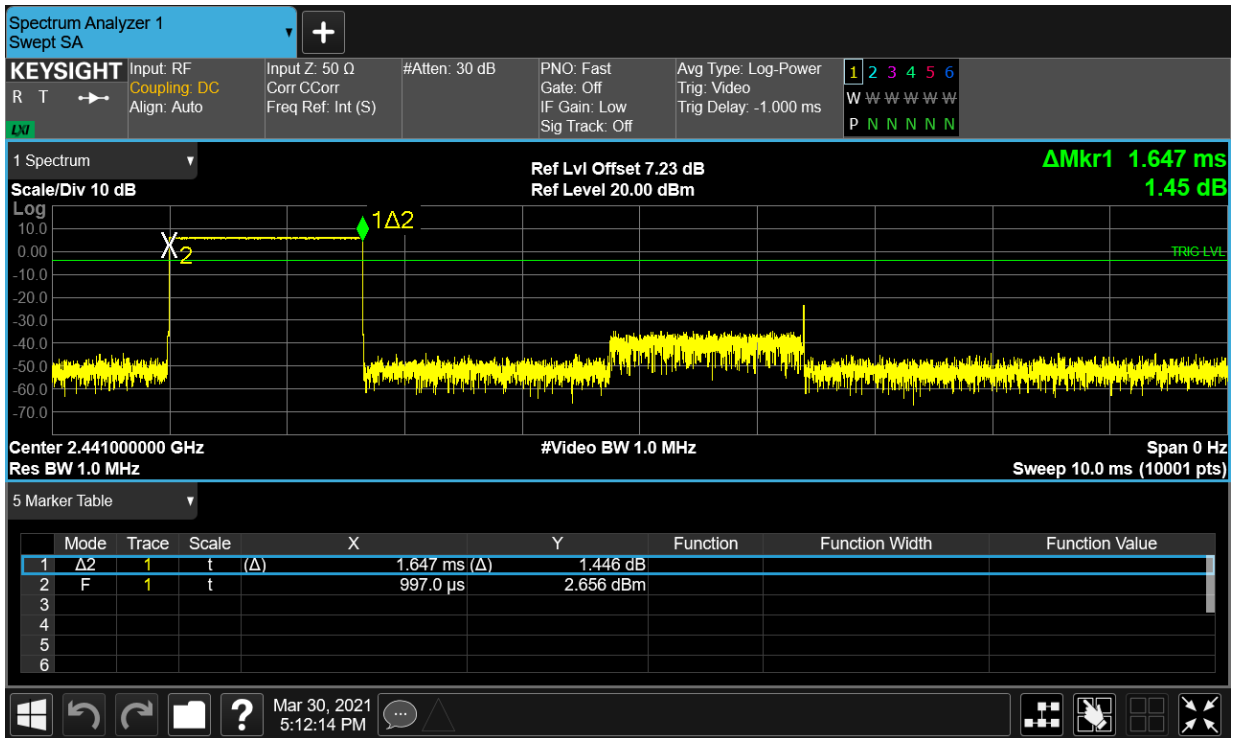 Spectrum Analyzer 1
Swept SA
KEYSIGHT
R T
LXI
Input: RF
Coupling: DC
Align: Auto
Input Z: 50 Ω
Corr CCorr
Freq Ref: Int (S)
#Atten: 30 dB
PNO: Fast
Gate: Off
IF Gain: Low
Sig Track: Off
Avg Type: Log-Power
Trig: Video
Trig Delay: -1.000 ms
1 2 3 4 5 6
W W W W W W
P N N N N N
1 Spectrum
Scale/Div 10 dB
Ref Lvl Offset 7.23 dB
Ref Level 20.00 dBm
ΔMkr1 1.647 ms
1.45 dB
Log
10.0
0.00
-10.0
-20.0
-30.0
-40.0
-50.0
-60.0
-70.0
1Δ2
X2
TRIG LVL
Center 2.441000000 GHz
Res BW 1.0 MHz
#Video BW 1.0 MHz
Span 0 Hz
Sweep 10.0 ms (10001 pts)
5 Marker Table
Mode Trace Scale X Y Function Function Width Function Value
1 Δ2 1 t (Δ) 1.647 ms (Δ) 1.446 dB
2 F 1 t 997.0 µs 2.656 dBm
3
4
5
6
?
Mar 30, 2021
5:12:14 PM